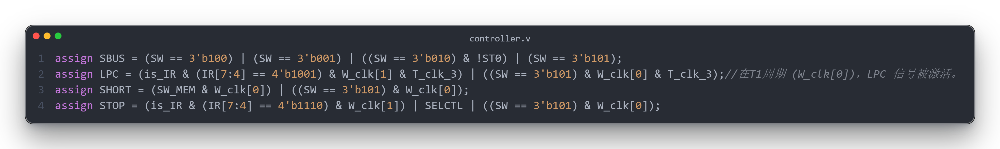 controller.v
1 assign SBUS = (SW == 3'b100) | (SW == 3'b001) | ((SW == 3'b010) & !ST0) | (SW == 3'b101);
2 assign LPC = (is_IR & (IR[7:4] == 4'b1001) & W_clk[1] & T_clk_3) | ((SW == 3'b101) & W_clk[0] & T_clk_3);//在T1周期 (W_clk[0]), LPC 信号被激活。
3 assign SHORT = (SW_MEM & W_clk[0]) | ((SW == 3'b101) & W_clk[0]);
4 assign STOP = (is_IR & (IR[7:4] == 4'b1110) & W_clk[1]) | SELCTL | ((SW == 3'b101) & W_clk[0]);